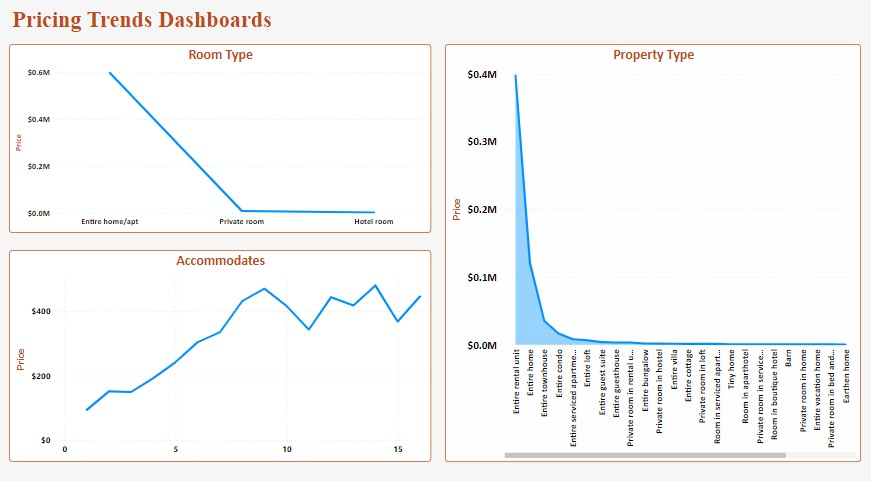 Pricing Trends Dashboards
Room Type
Price
$0.6M
$0.4M
$0.2M
$0.0M
Entire home/apt
Private room
Hotel room
Accommodates
Price
$400
$200
$0
0
5
10
15
Property Type
Price
$0.4M
$0.3M
$0.2M
$0.1M
$0.0M
Entire rental unit
Entire home
Entire townhouse
Entire condo
Entire serviced apartme...
Entire loft
Entire guest suite
Entire guesthouse
Private room in rental u...
Entire bungalow
Private room in hostel
Entire villa
Entire cottage
Private room in loft
Room in serviced apart...
Tiny home
Room in aparthotel
Private room in service...
Room in boutique hotel
Barn
Private room in home
Entire vacation home
Private room in bed and...
Earthen home